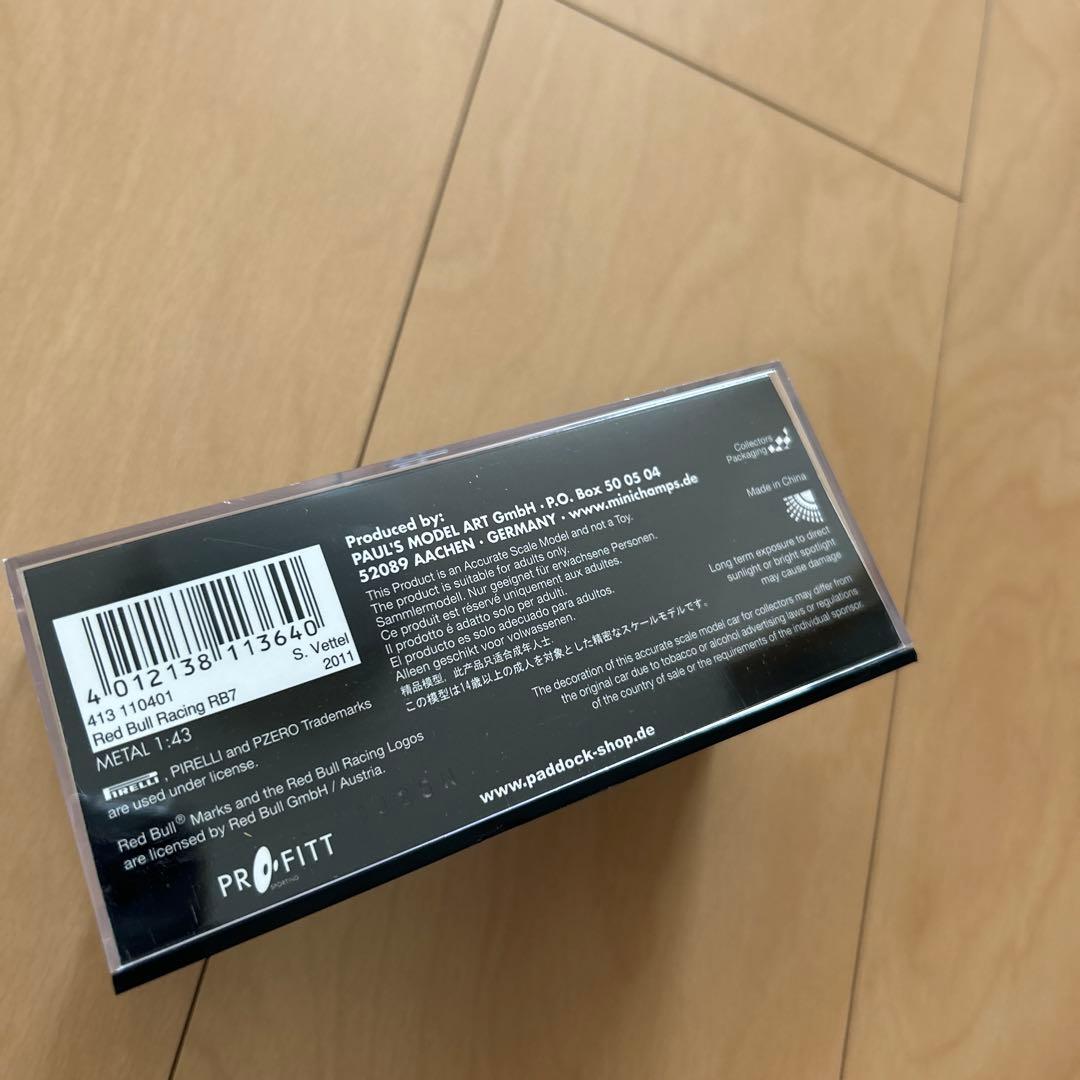 4 012138 113640
413 110401
S. Vettel
Red Bull Racing RB7
2011
METAL 1:43
PIRELLI, PIRELLI and PZERO Trademarks
are used under license.
Red Bull® Marks and the Red Bull Racing Logos
are licensed by Red Bull GmbH / Austria.
PROFITT
SPORTING
Produced by:
PAUL'S MODEL ART GmbH · P.O. Box 50 05 04
52089 AACHEN · GERMANY · www.minichamps.de
This Product is an Accurate Scale Model and not a Toy.
The product is suitable for adults only.
Sammlermodell. Nur geeignet für erwachsene Personen.
Ce produit est réservé uniquement aux adultes.
Il prodotto è adatto solo per adulti.
El producto es solo adecuado para adultos.
Alleen geschikt voor volwassenen.
精品模型，此产品只适合成年人士.
この模型は14歳以上の成人を対象とした精密なスケールモデルです。
Collectors
Packaging
Made in China
Long term exposure to direct
sunlight or bright spotlight
may cause damage
The decoration of this accurate scale model car for collectors may differ from
the original car due to tobacco or alcohol advertising laws or regulations
of the country of sale or the requirements of the individual sponsor.
www.paddock-shop.de